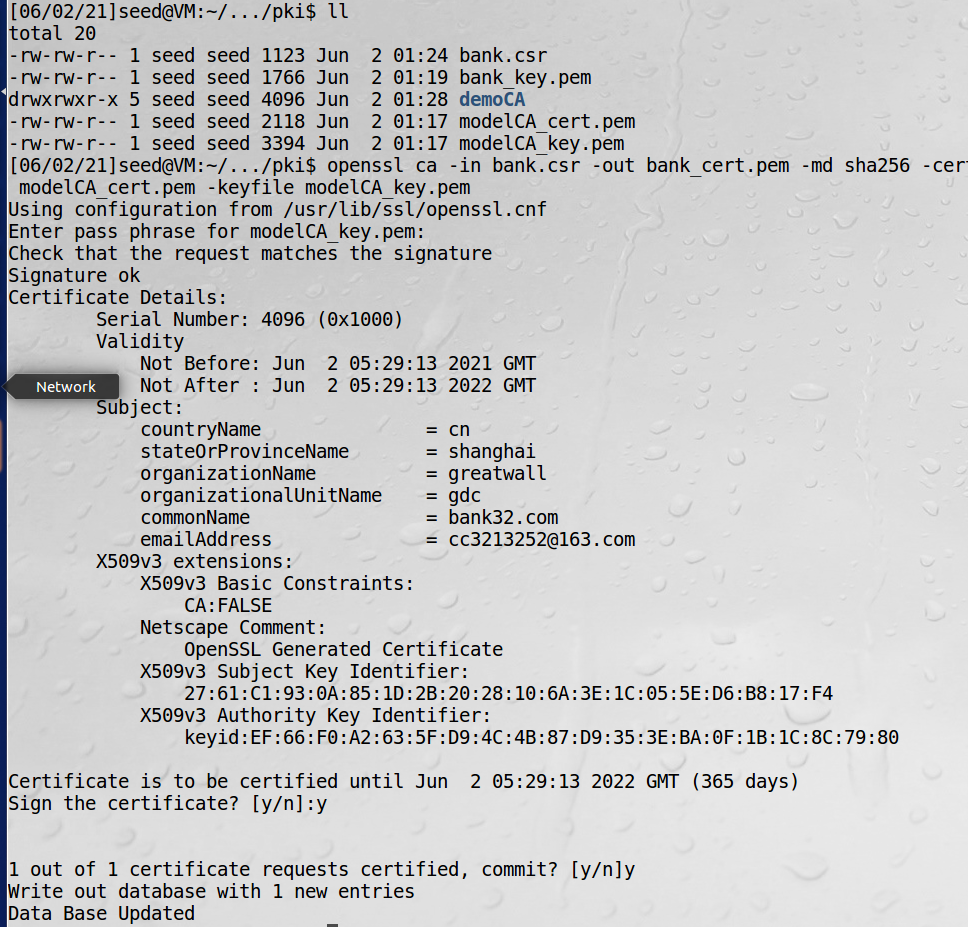 [06/02/21]seed@VM:~/.../pki$ ll
total 20
-rw-rw-r-- 1 seed seed 1123 Jun  2 01:24 bank.csr
-rw-rw-r-- 1 seed seed 1766 Jun  2 01:19 bank_key.pem
drwxrwxr-x 5 seed seed 4096 Jun  2 01:28 demoCA
-rw-rw-r-- 1 seed seed 2118 Jun  2 01:17 modelCA_cert.pem
-rw-rw-r-- 1 seed seed 3394 Jun  2 01:17 modelCA_key.pem
[06/02/21]seed@VM:~/.../pki$ openssl ca -in bank.csr -out bank_cert.pem -md sha256 -cer
modelCA_cert.pem -keyfile modelCA_key.pem
Using configuration from /usr/lib/ssl/openssl.cnf
Enter pass phrase for modelCA_key.pem:
Check that the request matches the signature
Signature ok
Certificate Details:
        Serial Number: 4096 (0x1000)
        Validity
            Not Before: Jun  2 05:29:13 2021 GMT
Network     Not After : Jun  2 05:29:13 2022 GMT
        Subject:
            countryName               = cn
            stateOrProvinceName       = shanghai
            organizationName          = greatwall
            organizationalUnitName    = gdc
            commonName                = bank32.com
            emailAddress              = cc3213252@163.com
        X509v3 extensions:
            X509v3 Basic Constraints:
                CA:FALSE
            Netscape Comment:
                OpenSSL Generated Certificate
            X509v3 Subject Key Identifier:
                27:61:C1:93:0A:85:1D:2B:20:28:10:6A:3E:1C:05:5E:D6:B8:17:F4
            X509v3 Authority Key Identifier:
                keyid:EF:66:F0:A2:63:5F:D9:4C:4B:87:D9:35:3E:BA:0F:1B:1C:8C:79:80
Certificate is to be certified until Jun  2 05:29:13 2022 GMT (365 days)
Sign the certificate? [y/n]:y
1 out of 1 certificate requests certified, commit? [y/n]y
Write out database with 1 new entries
Data Base Updated